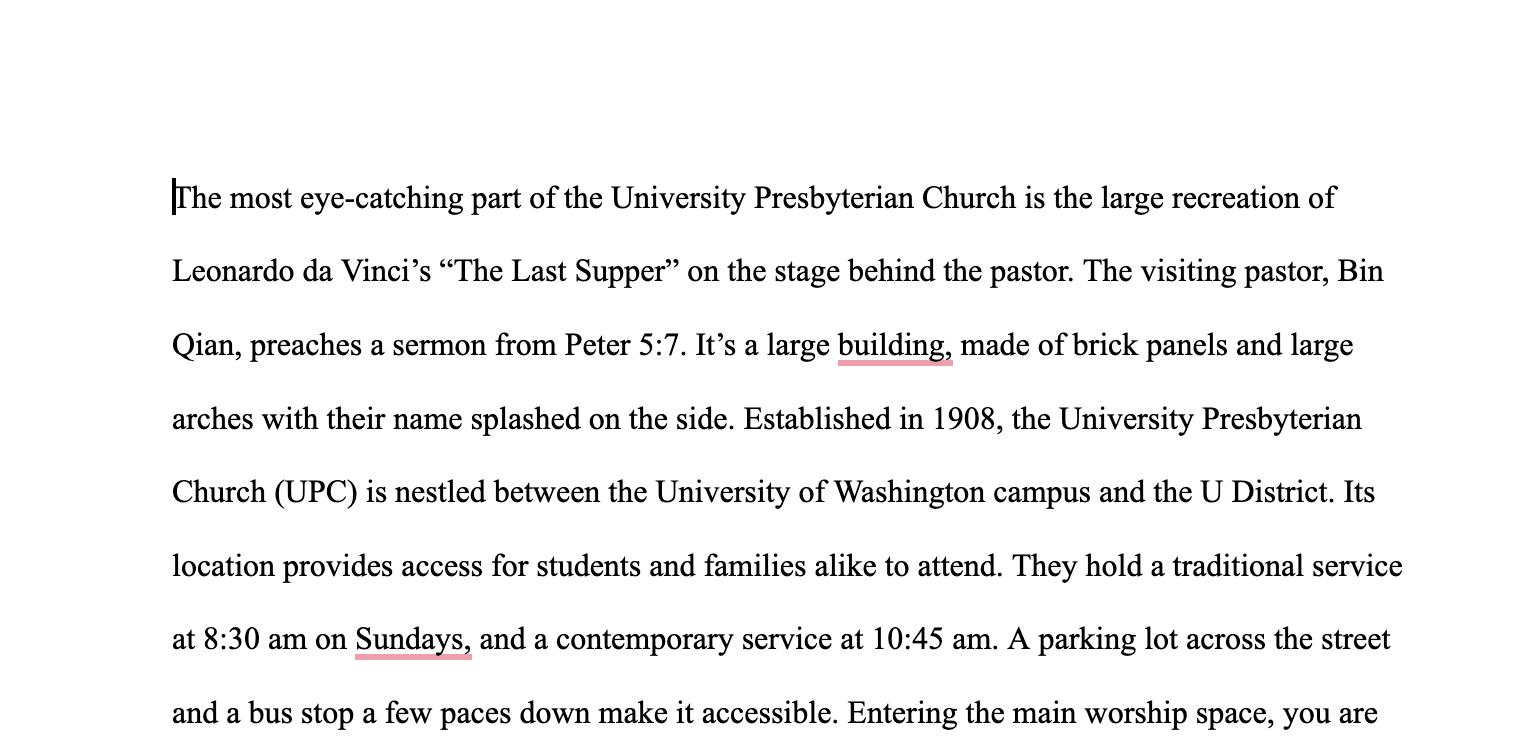 The most eye-catching part of the University Presbyterian Church is the large recreation of
Leonardo da Vinci’s “The Last Supper” on the stage behind the pastor. The visiting pastor, Bin
Qian, preaches a sermon from Peter 5:7. It’s a large building, made of brick panels and large
arches with their name splashed on the side. Established in 1908, the University Presbyterian
Church (UPC) is nestled between the University of Washington campus and the U District. Its
location provides access for students and families alike to attend. They hold a traditional service
at 8:30 am on Sundays, and a contemporary service at 10:45 am. A parking lot across the street
and a bus stop a few paces down make it accessible. Entering the main worship space, you are